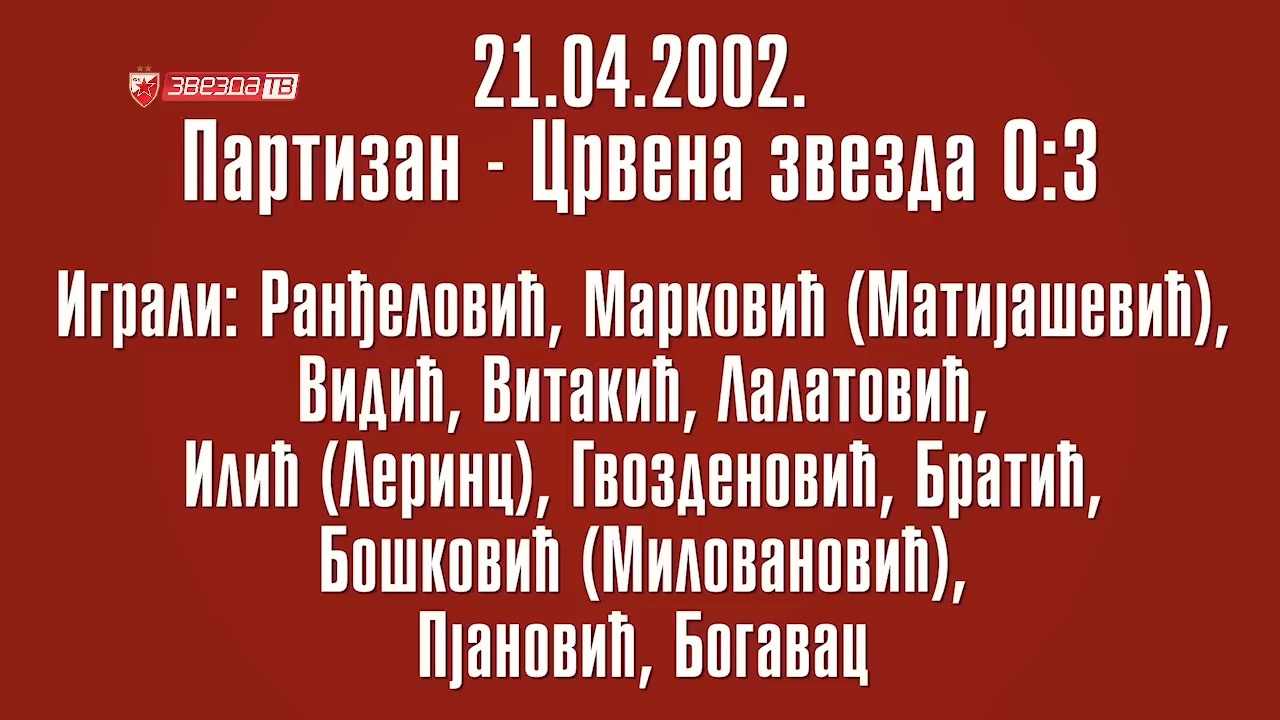 ЗВЕЗДА ТВ
21.04.2002.
Партизан - Црвена звезда 0:3
Играли: Ранђеловић, Марковић (Матијашевић),
Видић, Витакић, Лалатовић,
Илић (Леринц), Гвозденовић, Братић,
Бошковић (Миловановић),
Пјановић, Богавац